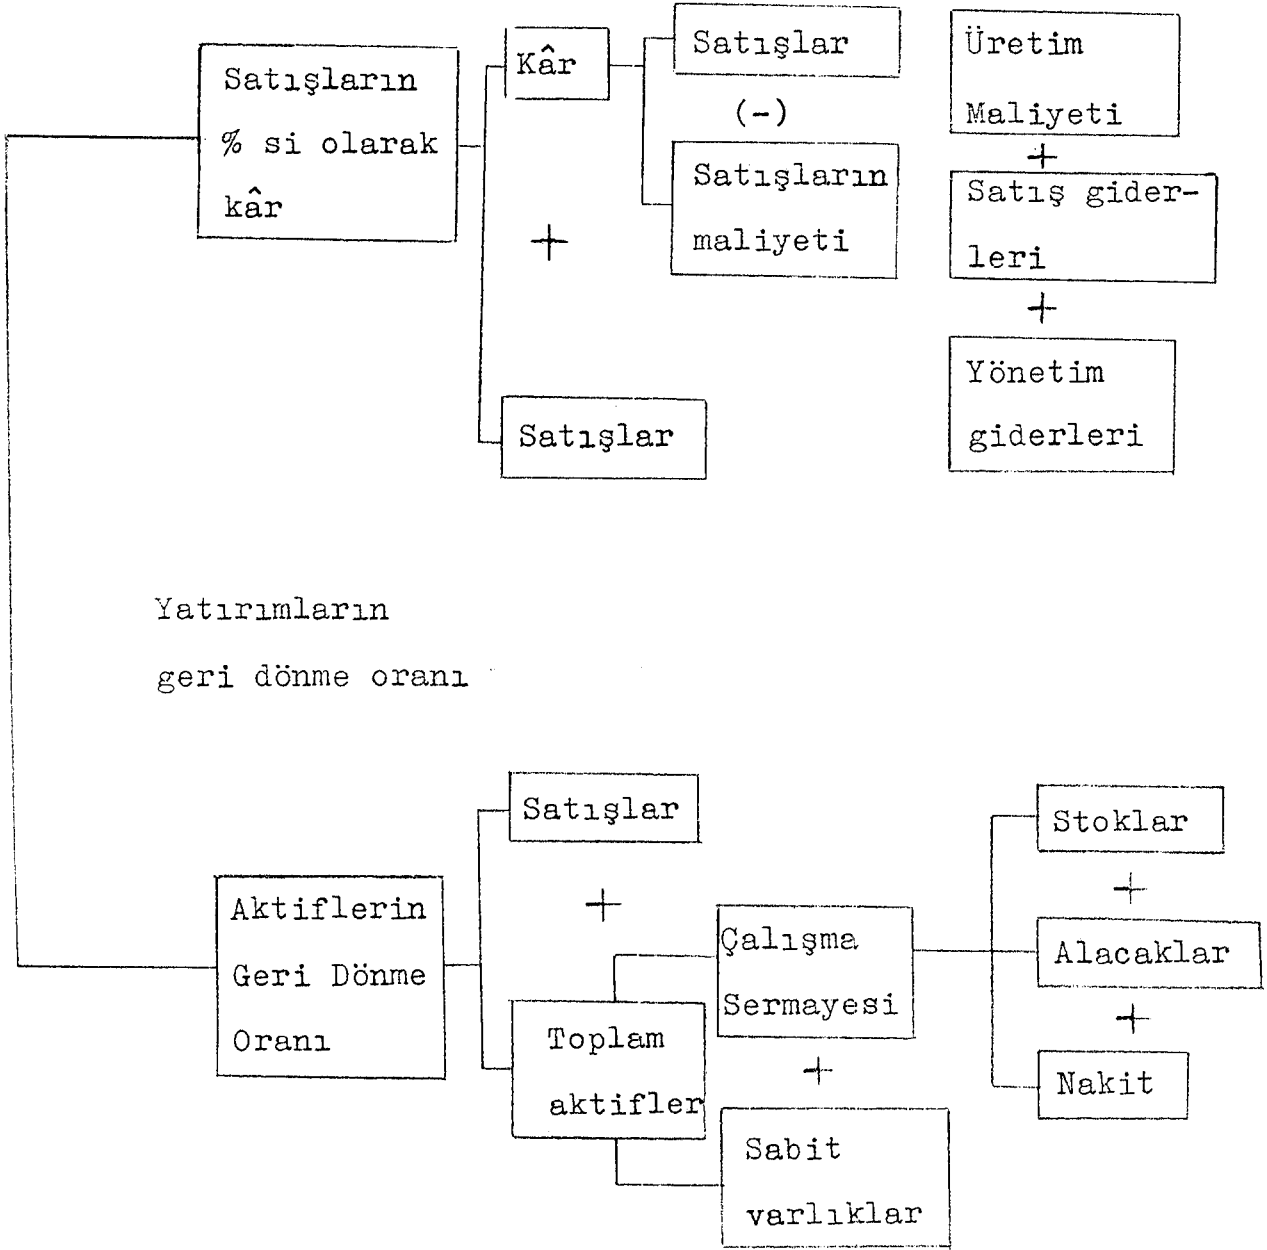 Satışların
% si olarak
kâr
Kâr
+
Satışlar
Satışlar
(-)
Satışların
maliyeti
Üretim
Maliyeti
+
Satış gider-
leri
+
Yönetim
giderleri
Yatırımların
geri dönme oranı
Aktiflerin
Geri Dönme
Oranı
Satışlar
+
Toplam
aktifler
Çalışma
Sermayesi
+
Sabit
varlıklar
Stoklar
+
Alacaklar
+
Nakit